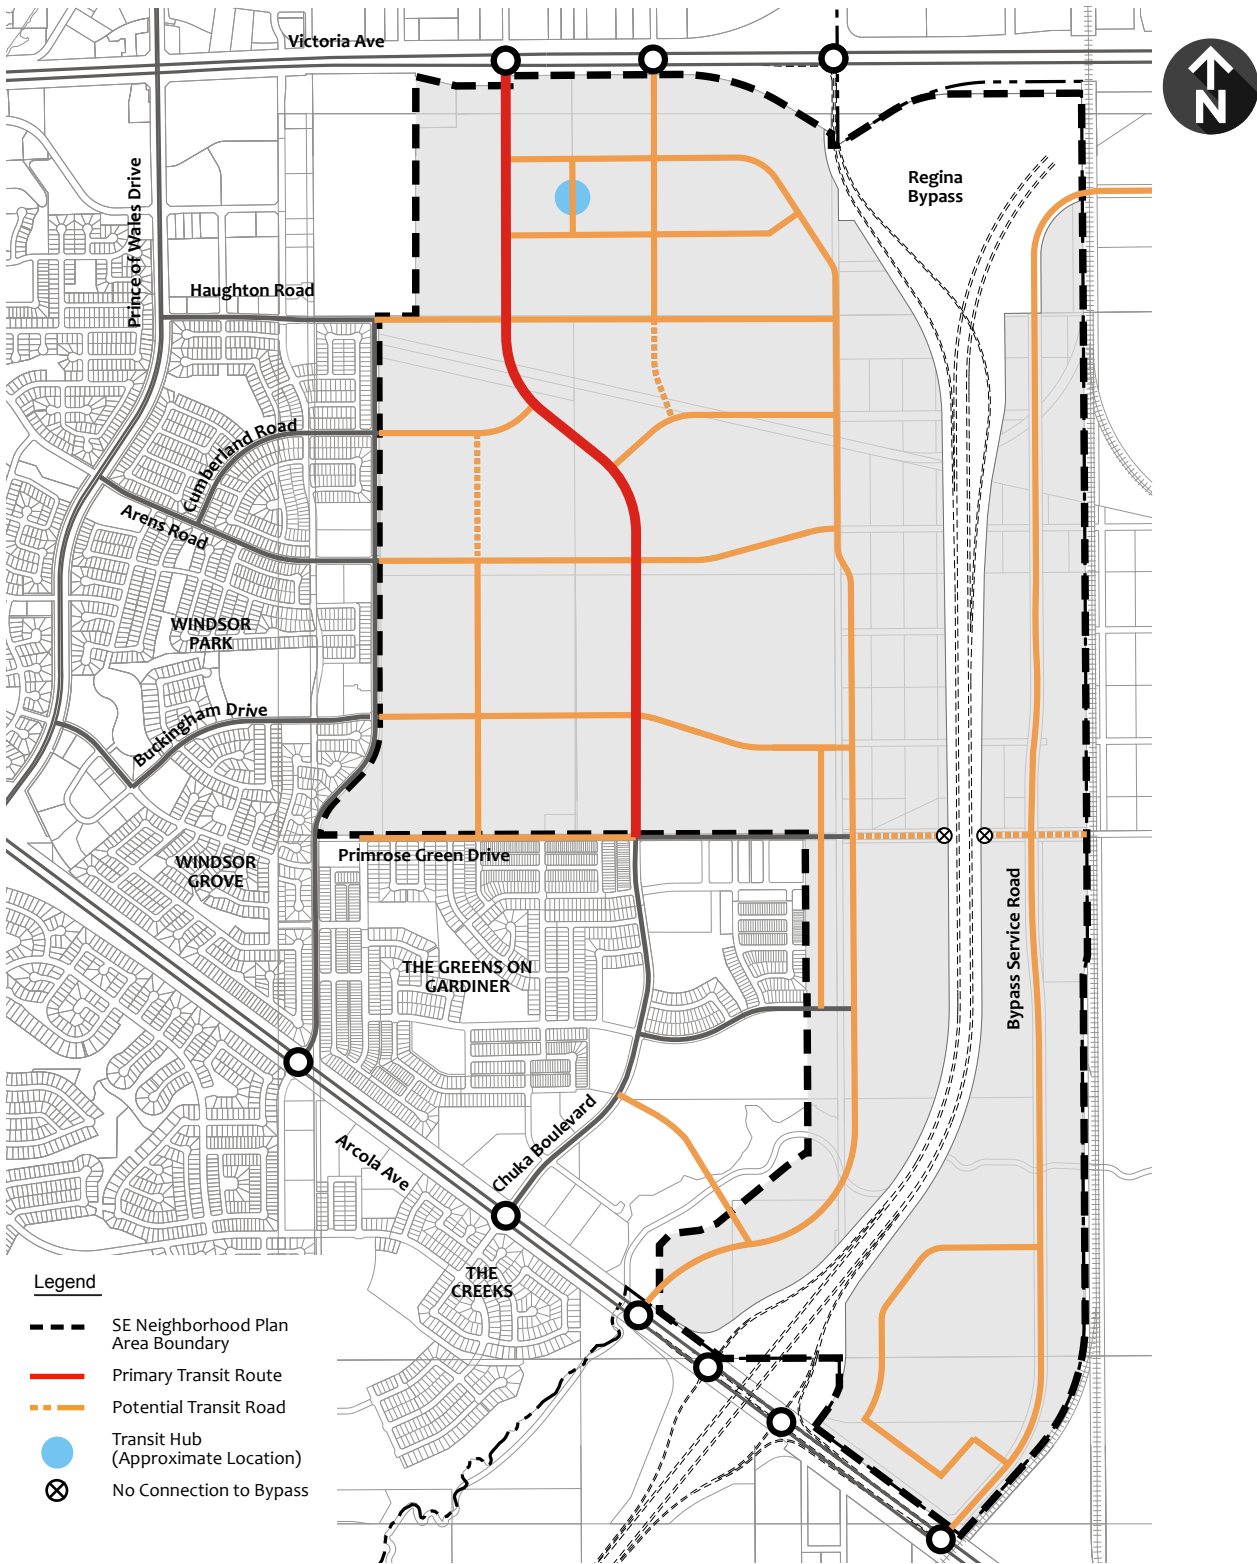 Victoria Ave
N
Prince of Wales Drive
Regina
Bypass
Haughton Road
Cumberland Road
Arens Road
WINDSOR
PARK
Buckingham Drive
Primrose Green Drive
WINDSOR
GROVE
Bypass Service Road
THE GREENS ON
GARDINER
Chuka Boulevard
Arcola Ave
THE
CREEKS
Legend
SE Neighborhood Plan
Area Boundary
Primary Transit Route
Potential Transit Road
Transit Hub
(Approximate Location)
No Connection to Bypass